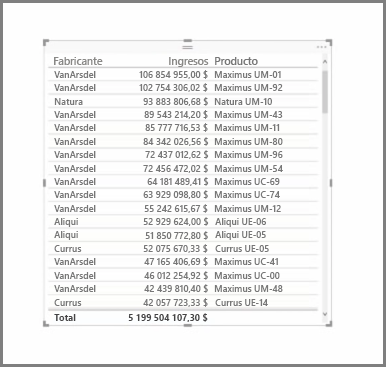 Fabricante Ingresos Producto
VanArsdel 106 854 955,00 $ Maximus UM-01
VanArsdel 102 754 306,02 $ Maximus UM-92
Natura 93 883 806,68 $ Natura UM-10
VanArsdel 89 543 214,20 $ Maximus UM-43
VanArsdel 85 777 716,53 $ Maximus UM-11
VanArsdel 84 342 026,56 $ Maximus UM-80
VanArsdel 72 437 012,62 $ Maximus UM-96
VanArsdel 72 456 472,02 $ Maximus UM-54
VanArsdel 64 181 489,41 $ Maximus UC-69
VanArsdel 63 929 098,80 $ Maximus UC-74
VanArsdel 55 242 615,67 $ Maximus UM-12
Aliqui 52 929 624,00 $ Aliqui UE-06
Aliqui 51 850 772,80 $ Aliqui UE-05
Currus 52 075 670,33 $ Currus UE-05
VanArsdel 47 165 406,69 $ Maximus UC-41
VanArsdel 46 012 254,92 $ Maximus UC-00
VanArsdel 42 439 810,40 $ Maximus UM-48
Currus 42 057 723,33 $ Currus UE-14
Total 5 199 504 107,30 $